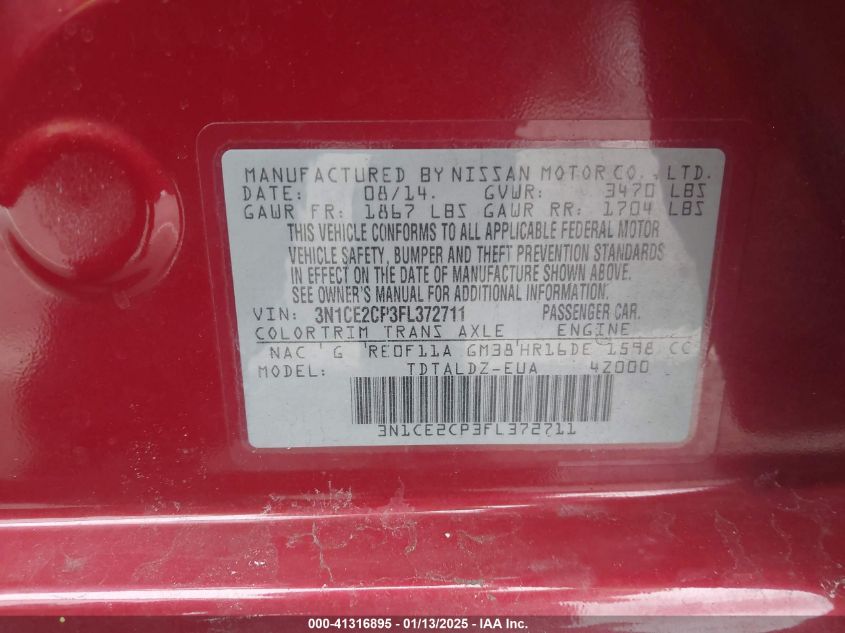 MANUFACTURED BY NISSAN MOTOR CO., LTD.
DATE: 08/14. GVWR: 3470 LBS
GAWR FR: 1867 LBS GAWR RR: 1704 LBS
THIS VEHICLE CONFORMS TO ALL APPLICABLE FEDERAL MOTOR
VEHICLE SAFETY, BUMPER AND THEFT PREVENTION STANDARDS
IN EFFECT ON THE DATE OF MANUFACTURE SHOWN ABOVE.
SEE OWNER'S MANUAL FOR ADDITIONAL INFORMATION.
VIN: 3N1CE2CP3FL372711 PASSENGER CAR.
COLOR TRIM TRANS AXLE ENGINE
NAC G RE0F11A GM38 HR16DE 1598 CC
MODEL: TDTALDZ-EUA 4Z000
3N1CE2CP3FL372711
000-41316895 - 01/13/2025 - IAA Inc.